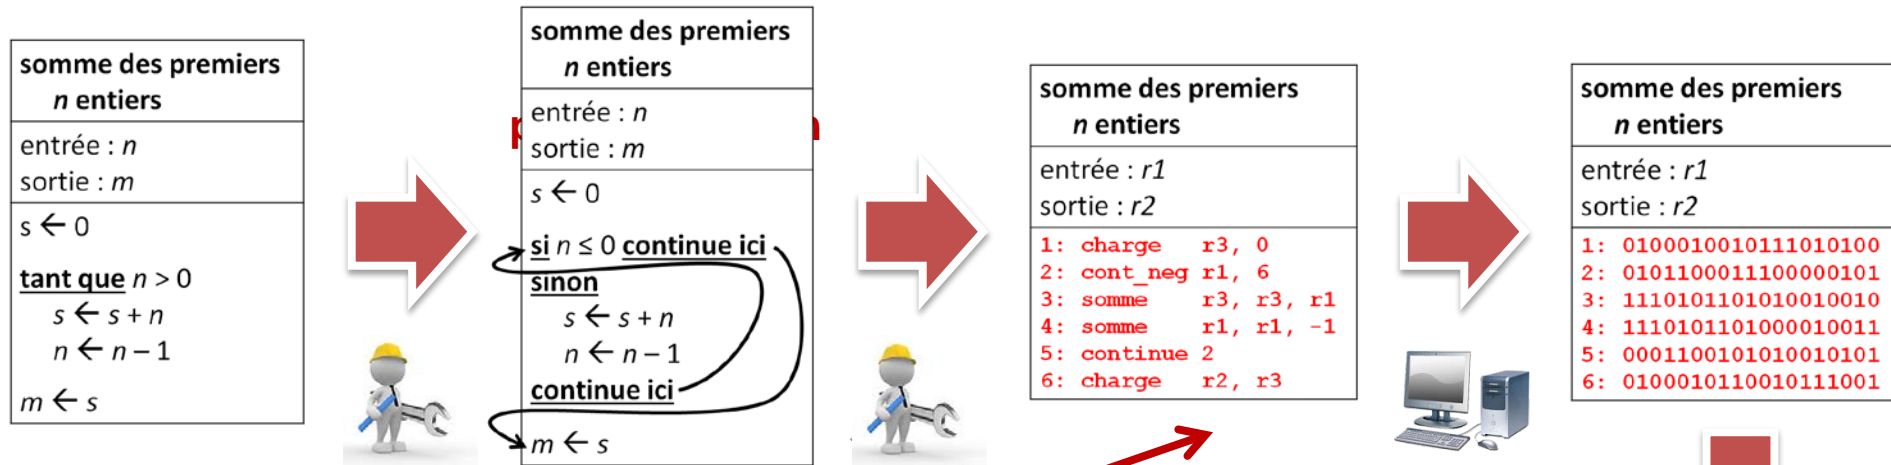 somme des premiers
n entiers
entrée : n
sortie : m
s ← 0
tant que n > 0
s ← s + n
n ← n – 1
m ← s
somme des premiers
n entiers
entrée : n
sortie : m
s ← 0
si n ≤ 0 continue ici
sinon
s ← s + n
n ← n – 1
continue ici
m ← s
somme des premiers
n entiers
entrée : r1
sortie : r2
1: charge r3, 0
2: cont_neg r1, 6
3: somme r3, r3, r1
4: somme r1, r1, -1
5: continue 2
6: charge r2, r3
somme des premiers
n entiers
entrée : r1
sortie : r2
1: 0100010010111010100
2: 0101100011100000101
3: 1110101101010010010
4: 1110101101000010011
5: 0001100101010010101
6: 0100010110010111001